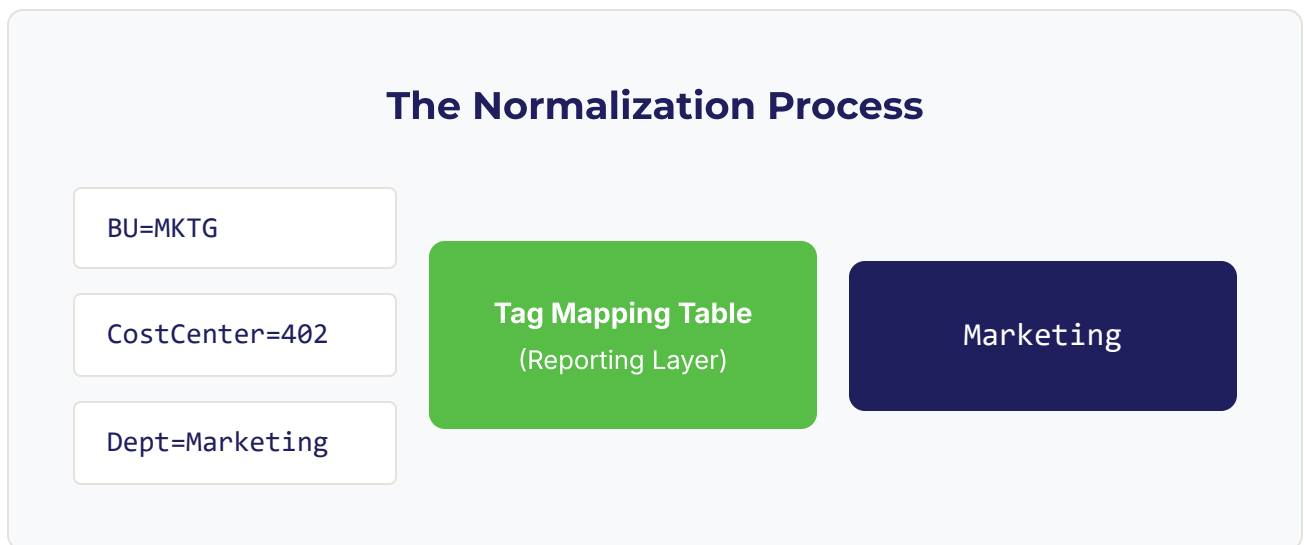 The Normalization Process
BU=MKTG
CostCenter=402
Dept=Marketing
Tag Mapping Table
(Reporting Layer)
Marketing